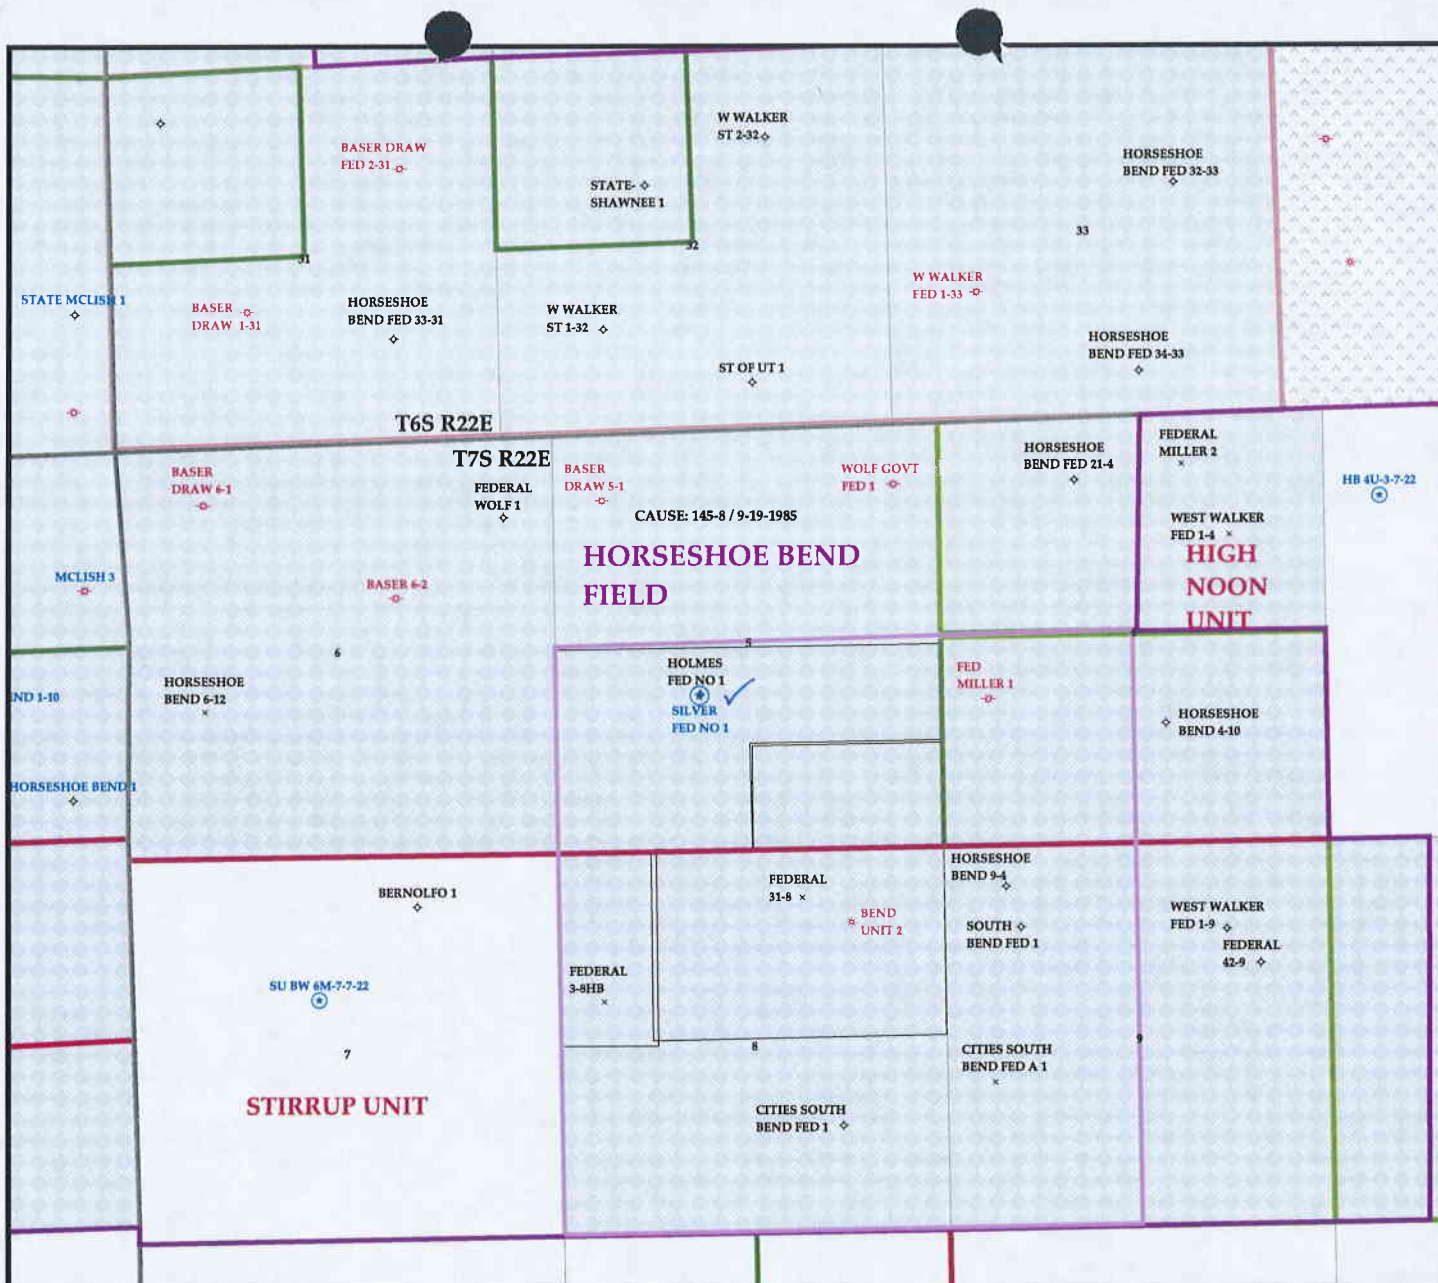 W WALKER
ST 2-32
BASER DRAW
FED 2-31
HORSESHOE
BEND FED 32-33
STATE-
SHAWNEE 1
33
32
31
STATE MCLISH 1
BASER
DRAW 1-31
HORSESHOE
BEND FED 33-31
W WALKER
ST 1-32
W WALKER
FED 1-33
HORSESHOE
BEND FED 34-33
ST OF UT 1
T6S R22E
T7S R22E
BASER
DRAW 6-1
FEDERAL
WOLF 1
BASER
DRAW 5-1
WOLF GOVT
FED 1
HORSESHOE
BEND FED 21-4
FEDERAL
MILLER 2
HB 4U-3-7-22
CAUSE: 145-8 / 9-19-1985
WEST WALKER
FED 1-4
HORSESHOE BEND
FIELD
HIGH
NOON
UNIT
MCLISH 3
BASER 6-2
5
6
HOLMES
FED NO 1
SILVER
FED NO 1
FED
MILLER 1
HORSESHOE
BEND 6-12
ND 1-10
HORSESHOE
BEND 4-10
HORSESHOE BEND 1
BERNOLFO 1
FEDERAL
31-8
BEND
UNIT 2
HORSESHOE
BEND 9-4
SOUTH
BEND FED 1
WEST WALKER
FED 1-9
FEDERAL
42-9
FEDERAL
3-8HB
SU BW 6M-7-7-22
7
8
9
CITIES SOUTH
BEND FED A 1
STIRRUP UNIT
CITIES SOUTH
BEND FED 1